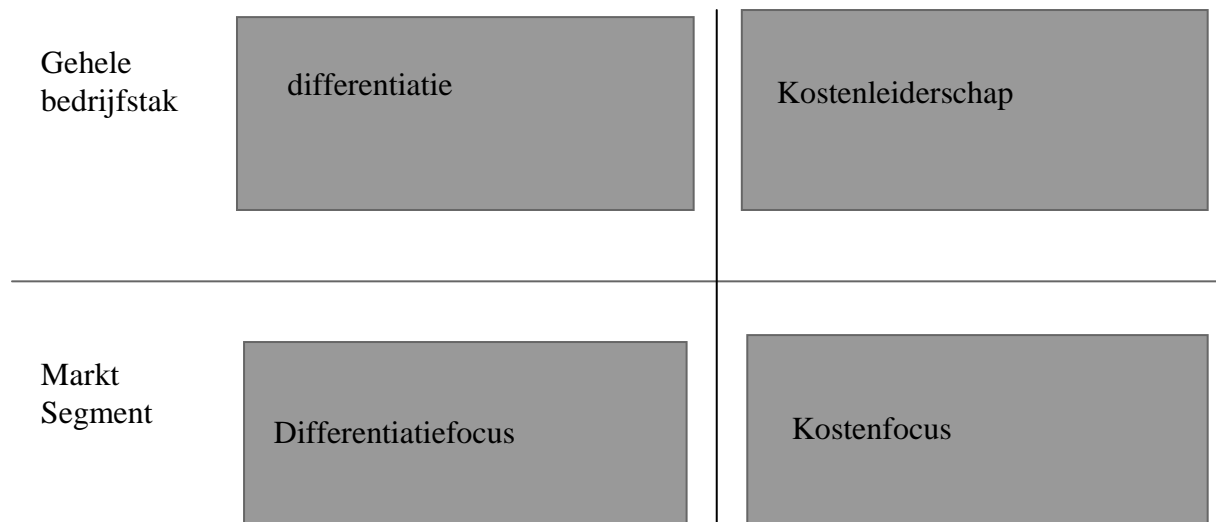 Gehele
bedrijfstak
differentiatie
Kostenleiderschap
Markt
Segment
Differentiatiefocus
Kostenfocus